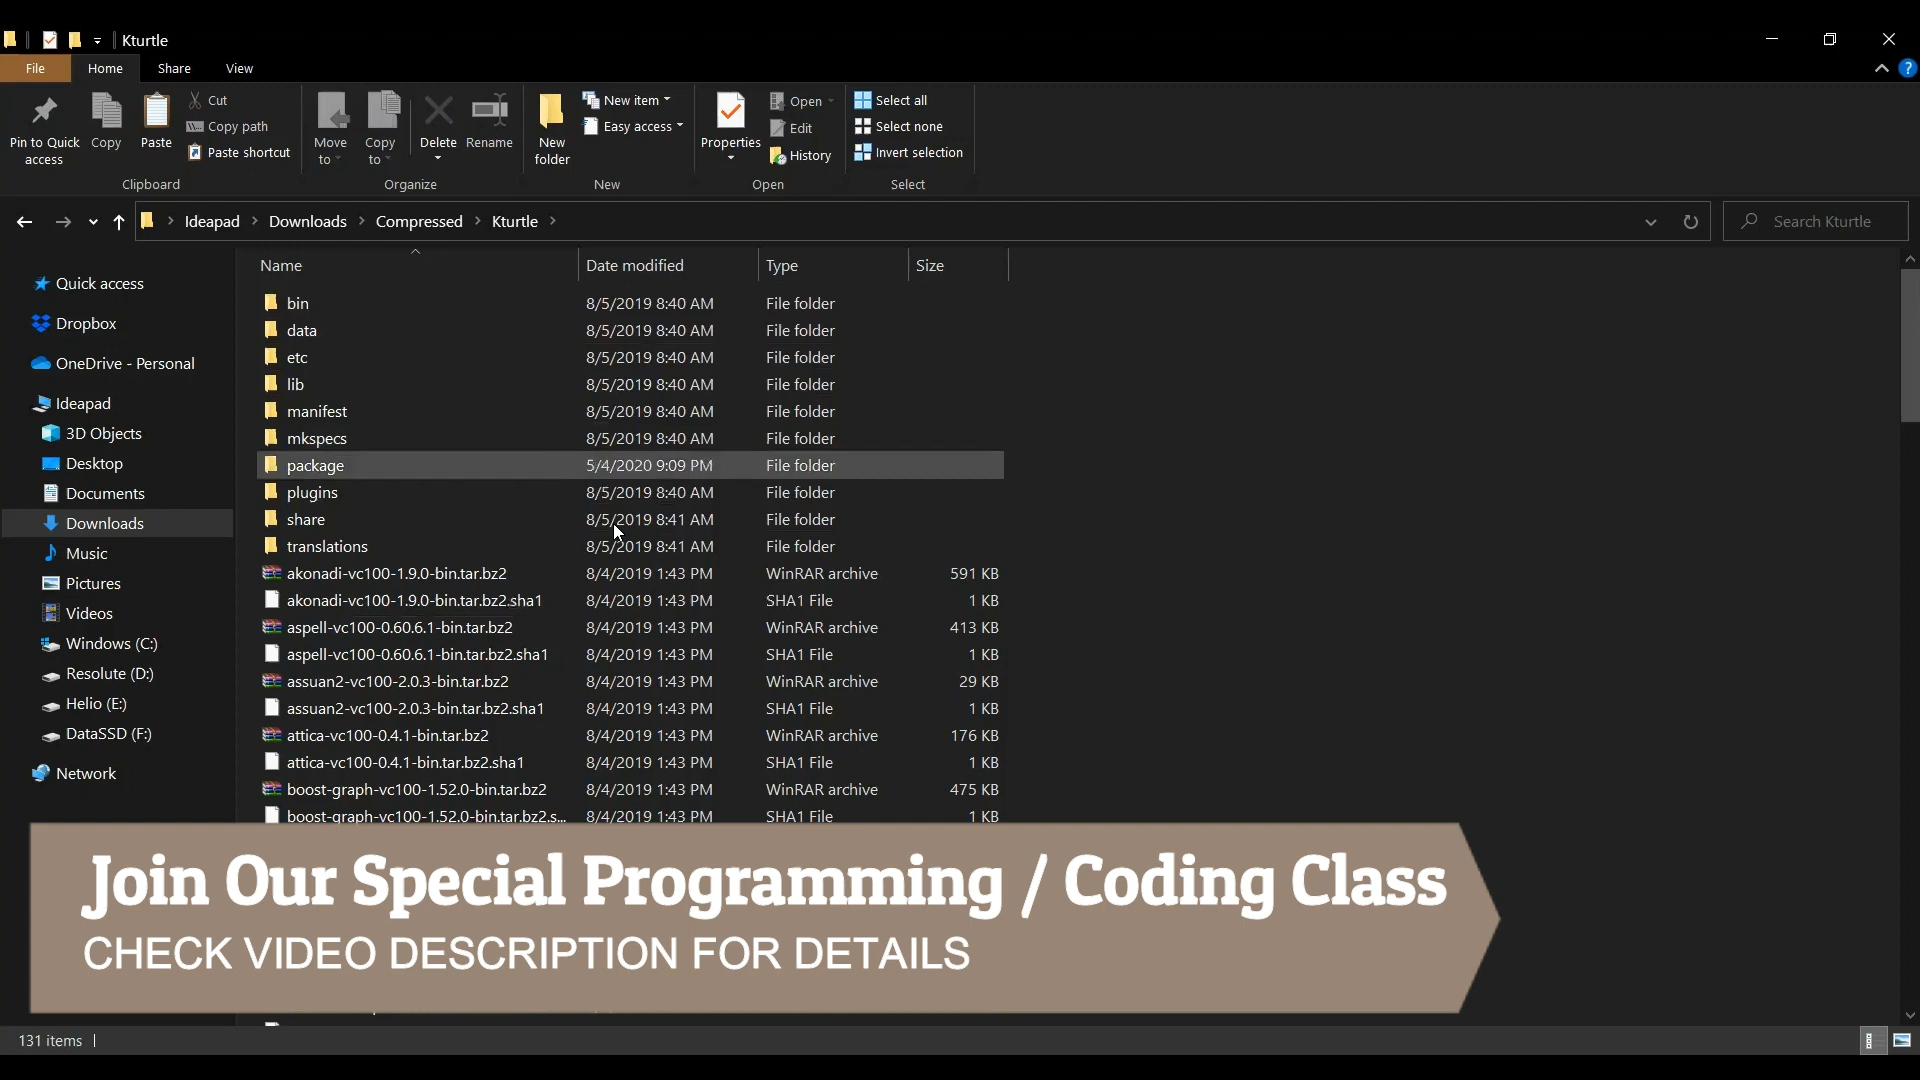 Kturtle
File Home Share View
Pin to Quick access
Copy
Paste
Cut
Copy path
Paste shortcut
Clipboard
Move to
Copy to
Delete
Rename
Organize
New folder
New item
Easy access
New
Properties
Open
Edit
History
Open
Select all
Select none
Invert selection
Select
Ideapad > Downloads > Compressed > Kturtle >
Search Kturtle
Quick access
Dropbox
OneDrive - Personal
Ideapad
3D Objects
Desktop
Documents
Downloads
Music
Pictures
Videos
Windows (C:)
Resolute (D:)
Helio (E:)
DataSSD (F:)
Network
Name Date modified Type Size
bin 8/5/2019 8:40 AM File folder
data 8/5/2019 8:40 AM File folder
etc 8/5/2019 8:40 AM File folder
lib 8/5/2019 8:40 AM File folder
manifest 8/5/2019 8:40 AM File folder
mkspecs 8/5/2019 8:40 AM File folder
package 5/4/2020 9:09 PM File folder
plugins 8/5/2019 8:40 AM File folder
share 8/5/2019 8:41 AM File folder
translations 8/5/2019 8:41 AM File folder
akonadi-vc100-1.9.0-bin.tar.bz2 8/4/2019 1:43 PM WinRAR archive 591 KB
akonadi-vc100-1.9.0-bin.tar.bz2.sha1 8/4/2019 1:43 PM SHA1 File 1 KB
aspell-vc100-0.60.6.1-bin.tar.bz2 8/4/2019 1:43 PM WinRAR archive 413 KB
aspell-vc100-0.60.6.1-bin.tar.bz2.sha1 8/4/2019 1:43 PM SHA1 File 1 KB
assuan2-vc100-2.0.3-bin.tar.bz2 8/4/2019 1:43 PM WinRAR archive 29 KB
assuan2-vc100-2.0.3-bin.tar.bz2.sha1 8/4/2019 1:43 PM SHA1 File 1 KB
attica-vc100-0.4.1-bin.tar.bz2 8/4/2019 1:43 PM WinRAR archive 176 KB
attica-vc100-0.4.1-bin.tar.bz2.sha1 8/4/2019 1:43 PM SHA1 File 1 KB
boost-graph-vc100-1.52.0-bin.tar.bz2 8/4/2019 1:43 PM WinRAR archive 475 KB
boost-graph-vc100-1.52.0-bin.tar.bz2.s... 8/4/2019 1:43 PM SHA1 File 1 KB
Join Our Special Programming / Coding Class
CHECK VIDEO DESCRIPTION FOR DETAILS
131 items